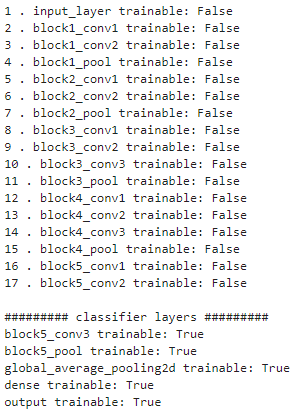 1 . input_layer trainable: False
2 . block1_conv1 trainable: False
3 . block1_conv2 trainable: False
4 . block1_pool trainable: False
5 . block2_conv1 trainable: False
6 . block2_conv2 trainable: False
7 . block2_pool trainable: False
8 . block3_conv1 trainable: False
9 . block3_conv2 trainable: False
10 . block3_conv3 trainable: False
11 . block3_pool trainable: False
12 . block4_conv1 trainable: False
13 . block4_conv2 trainable: False
14 . block4_conv3 trainable: False
15 . block4_pool trainable: False
16 . block5_conv1 trainable: False
17 . block5_conv2 trainable: False
######### classifier layers #########
block5_conv3 trainable: True
block5_pool trainable: True
global_average_pooling2d trainable: True
dense trainable: True
output trainable: True